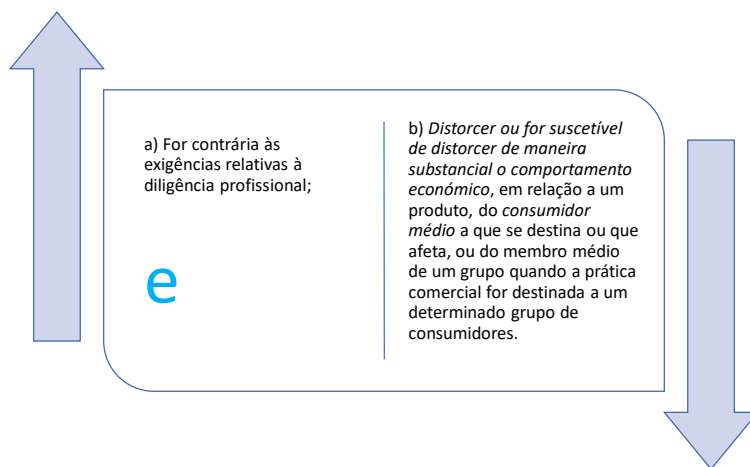 a) For contrária às
exigências relativas à
diligência profissional;
e
b) Distorcer ou for suscetível
de distorcer de maneira
substancial o comportamento
económico, em relação a um
produto, do consumidor
médio a que se destina ou que
afeta, ou do membro médio
de um grupo quando a prática
comercial for destinada a um
determinado grupo de
consumidores.